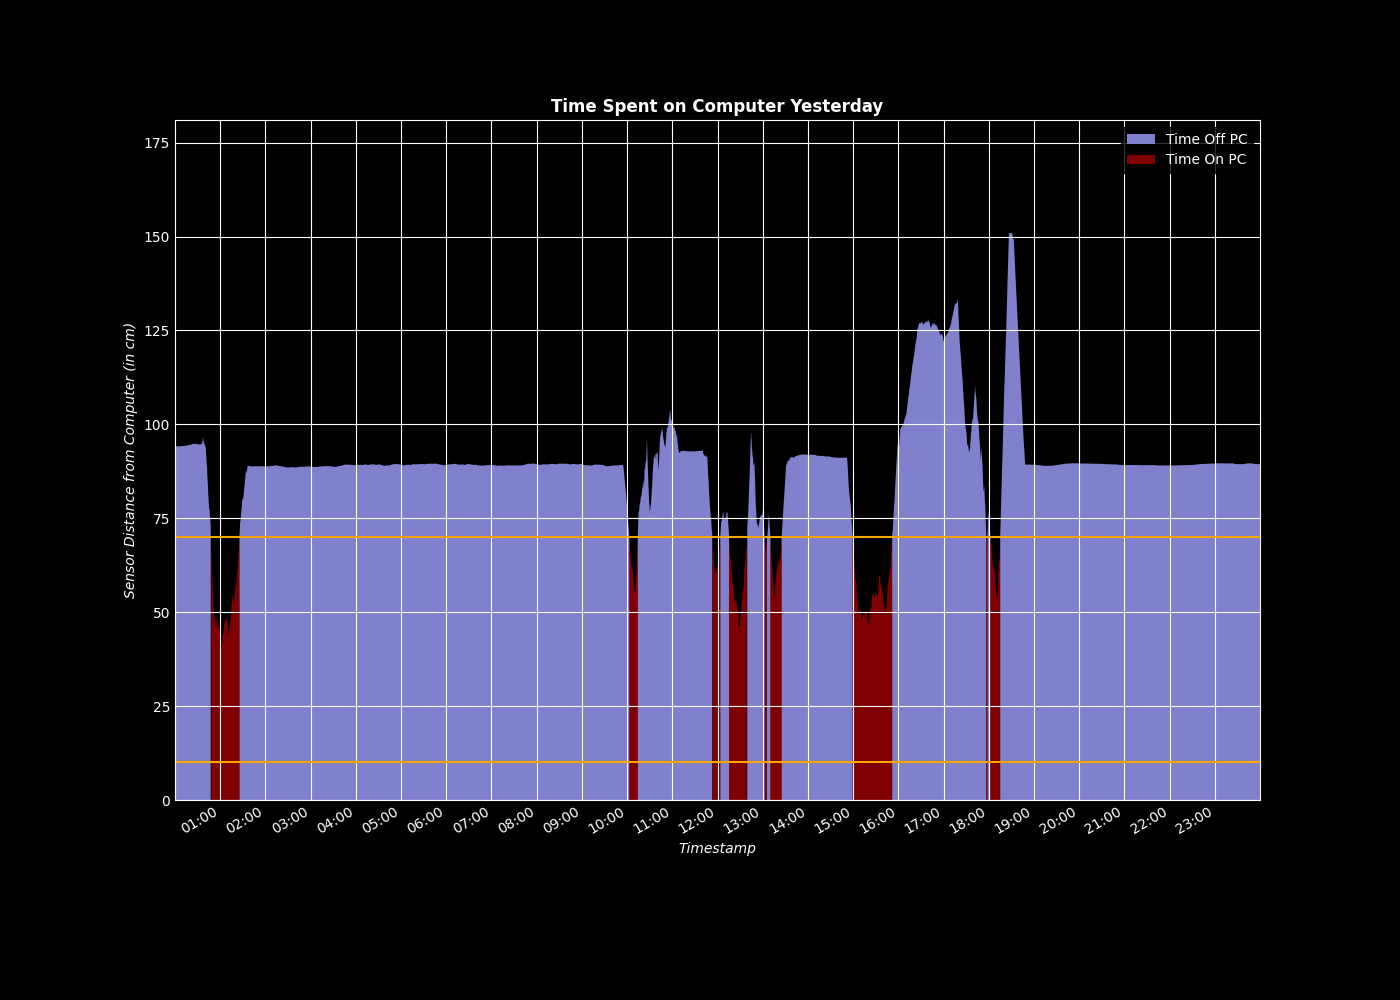 Time Spent on Computer Yesterday
Time Off PC
Time On PC
175
150
125
100
75
50
25
0
Sensor Distance from Computer (in cm)
01:00 02:00 03:00 04:00 05:00 06:00 07:00 08:00 09:00 10:00 11:00 12:00 13:00 14:00 15:00 16:00 17:00 18:00 19:00 20:00 21:00 22:00 23:00
Timestamp